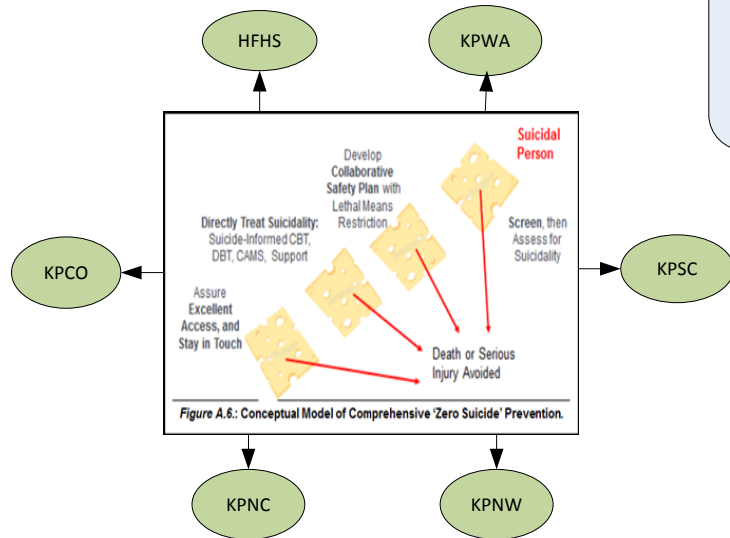 HFHS
KPWA
Suicidal
Person
Develop
Collaborative
Safety Plan with
Lethal Means
Restriction
Directly Treat Suicidality:
Suicide-Informed CBT,
DBT, CAMS, Support
Screen, then
Assess for
Suicidality
KPCO
KPSC
Assure
Excellent
Access, and
Stay in Touch
Death or Serious
Injury Avoided
Figure A.6.: Conceptual Model of Comprehensive ‘Zero Suicide’ Prevention.
KPNC
KPNW